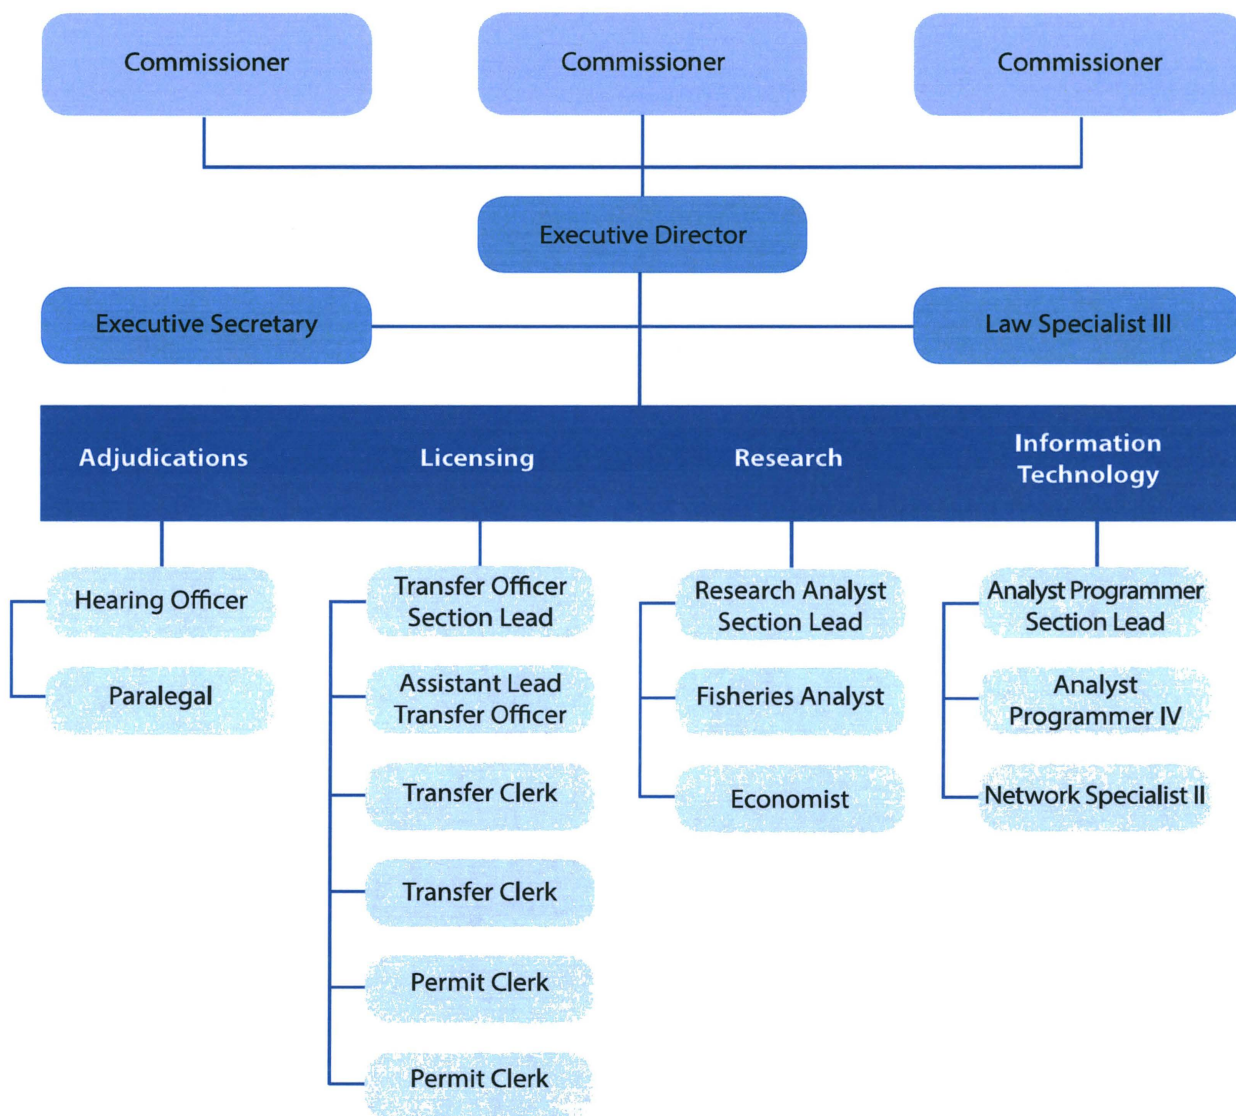 Commissioner
Commissioner
Commissioner
Executive Director
Executive Secretary
Law Specialist III
Adjudications
Licensing
Research
Information
Technology
Hearing Officer
Paralegal
Transfer Officer
Section Lead
Assistant Lead
Transfer Officer
Transfer Clerk
Transfer Clerk
Permit Clerk
Permit Clerk
Research Analyst
Section Lead
Fisheries Analyst
Economist
Analyst Programmer
Section Lead
Analyst
Programmer IV
Network Specialist II